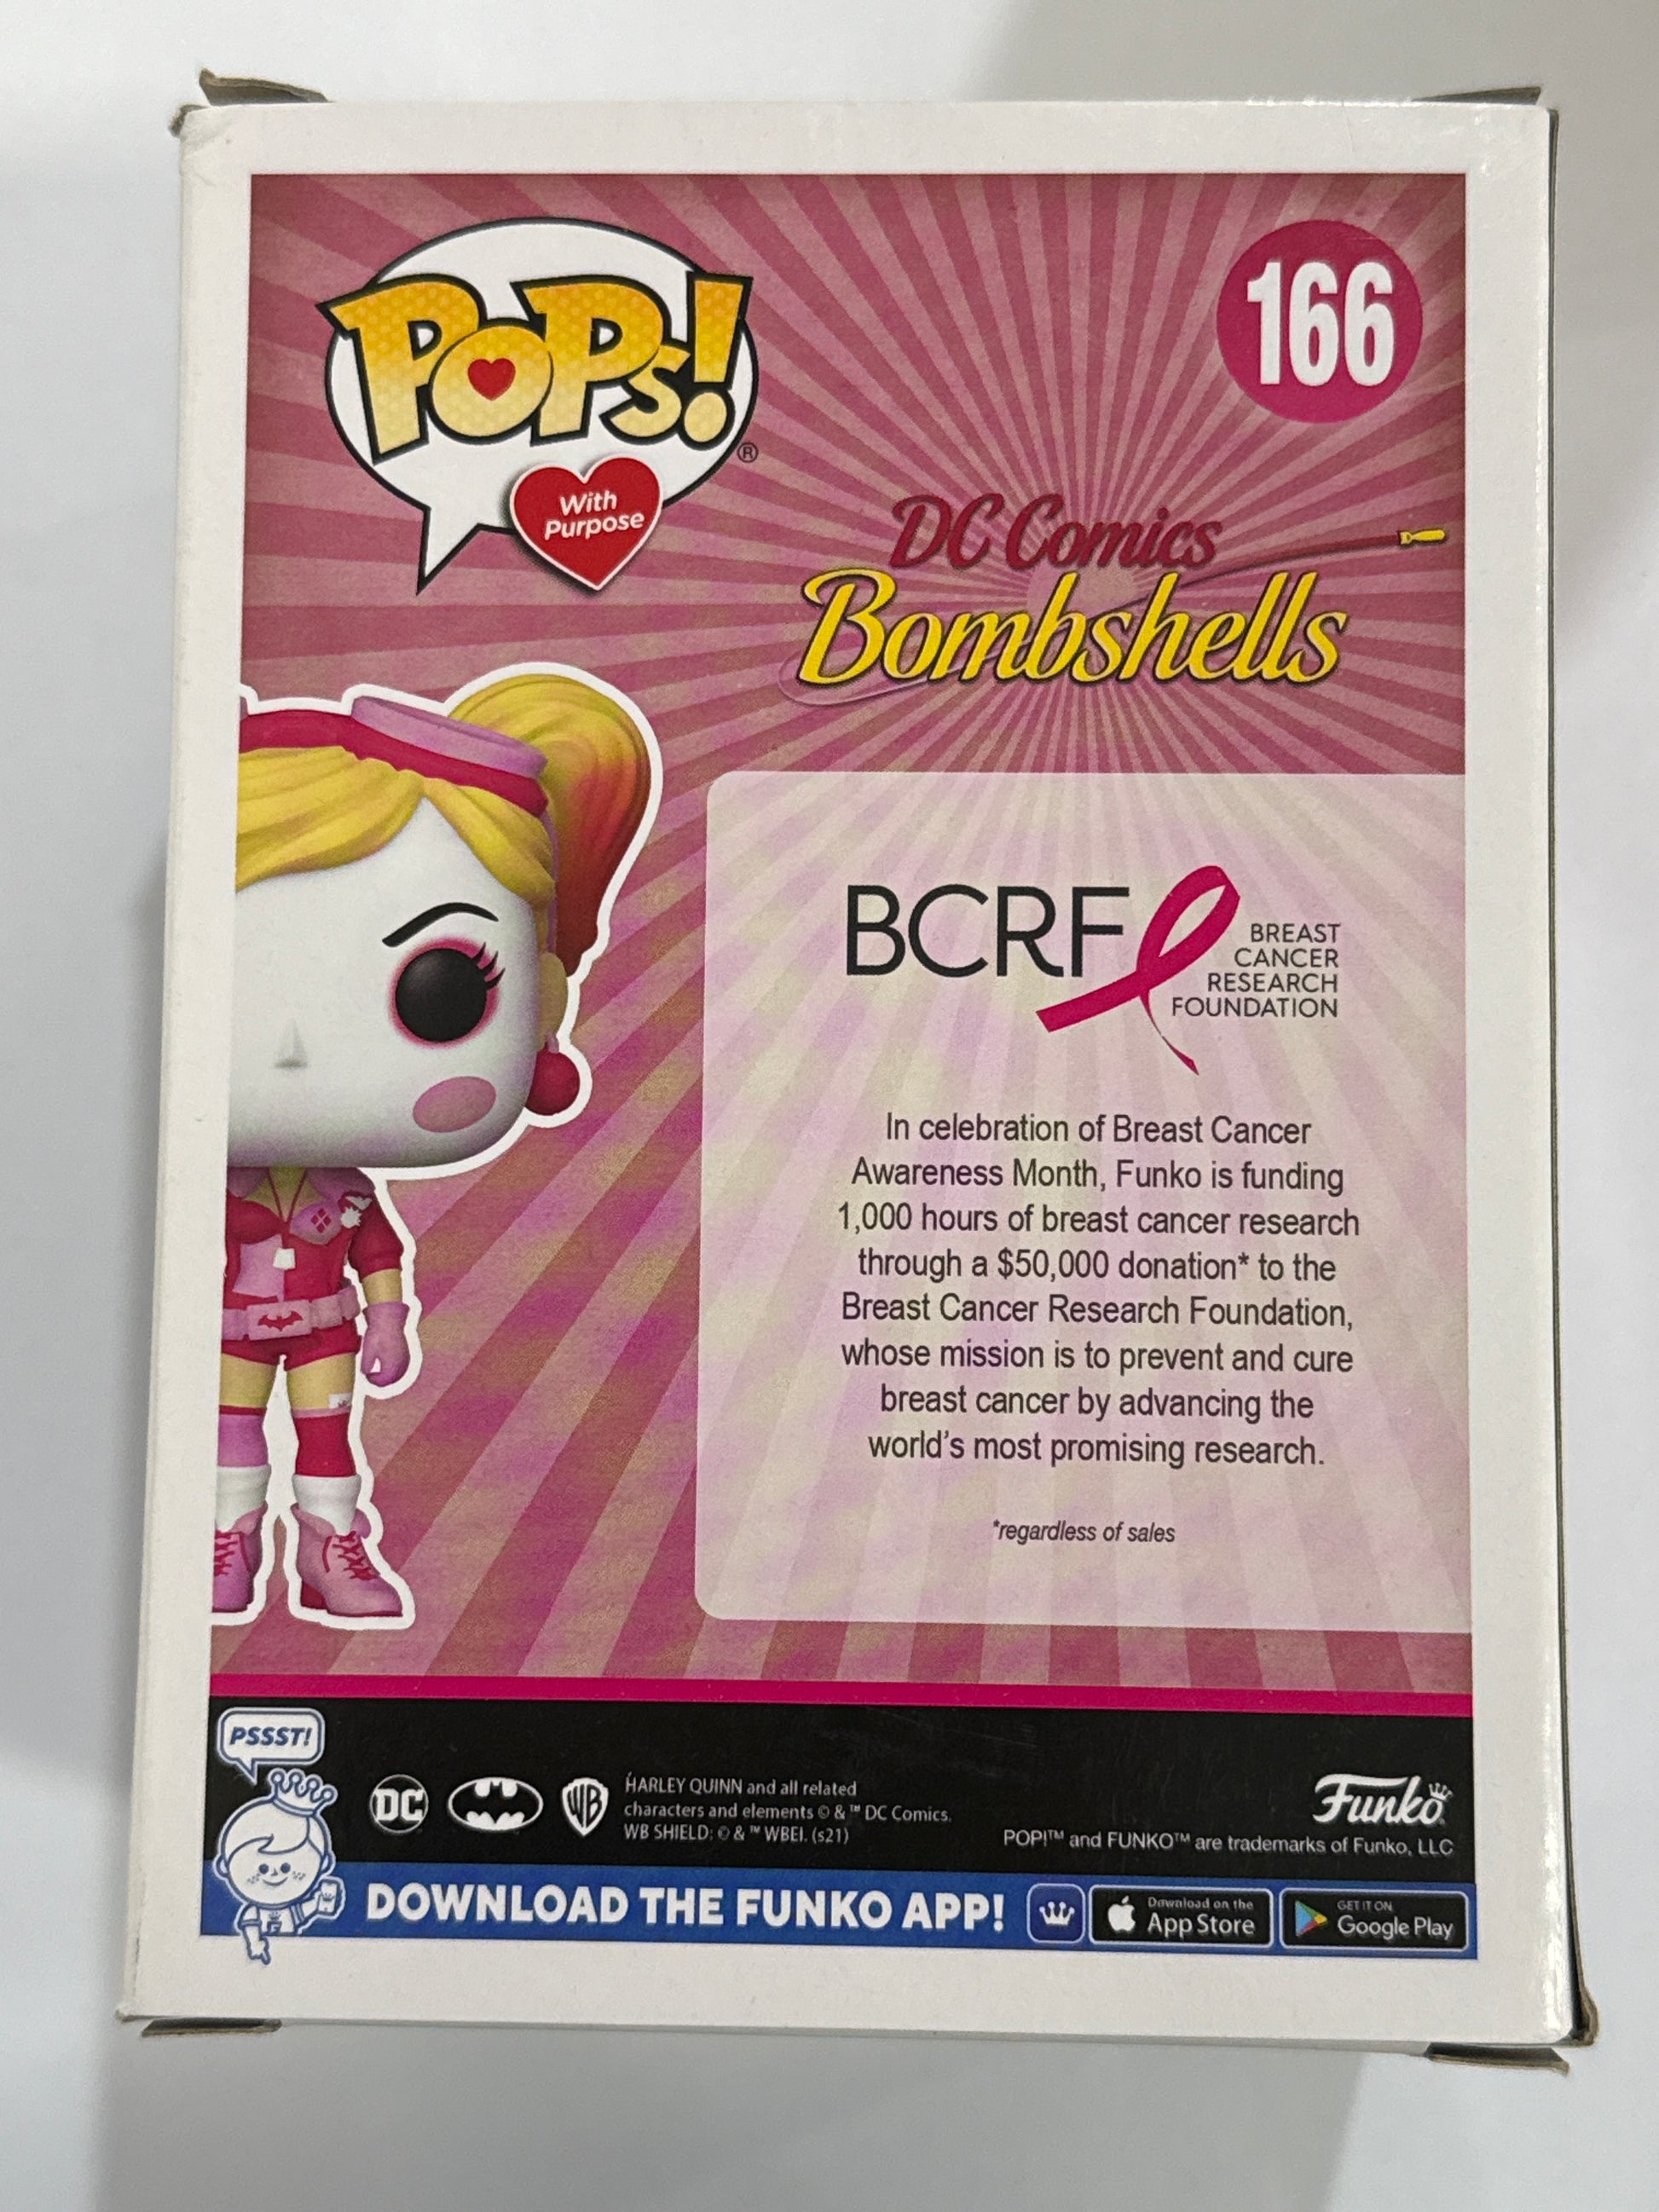 POPs!
®
With
Purpose
166
DC Comics
Bombshells
BCRF
BREAST
CANCER
RESEARCH
FOUNDATION
In celebration of Breast Cancer
Awareness Month, Funko is funding
1,000 hours of breast cancer research
through a $50,000 donation* to the
Breast Cancer Research Foundation,
whose mission is to prevent and cure
breast cancer by advancing the
world's most promising research.
*regardless of sales
PSSST!
DC
WB
HARLEY QUINN and all related
characters and elements © & ™ DC Comics.
WB SHIELD: © & ™ WBEI. (s21)
Funko
POP!™ and FUNKO™ are trademarks of Funko, LLC
DOWNLOAD THE FUNKO APP!
Download on the
App Store
GET IT ON
Google Play